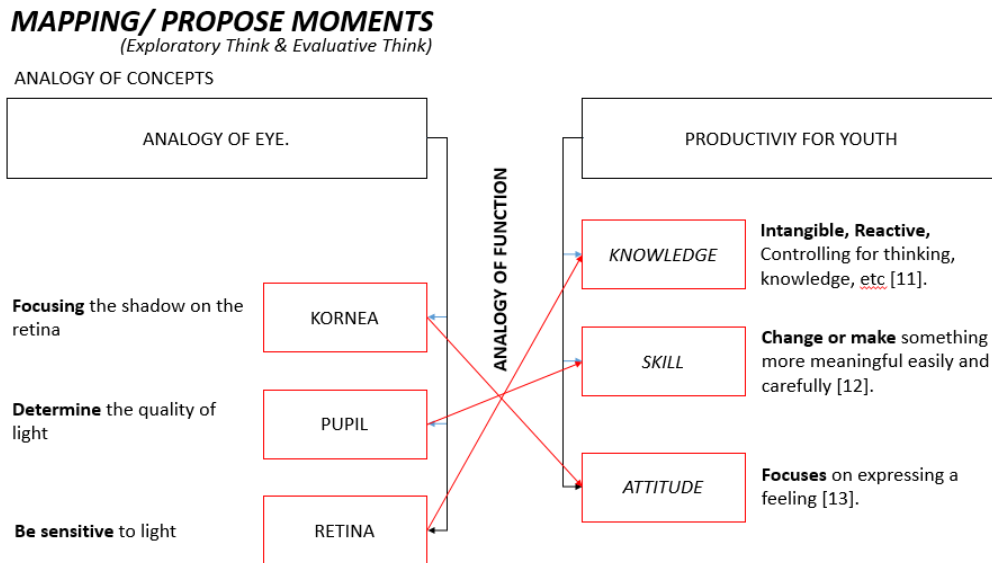 MAPPING/ PROPOSE MOMENTS
(Exploratory Think & Evaluative Think)
ANALOGY OF CONCEPTS
ANALOGY OF EYE.
PRODUCTIVIY FOR YOUTH
ANALOGY OF FUNCTION
Focusing the shadow on the
retina
KORNEA
Determine the quality of
light
PUPIL
Be sensitive to light
RETINA
KNOWLEDGE
Intangible, Reactive,
Controlling for thinking,
knowledge, etc [11].
SKILL
Change or make something
more meaningful easily and
carefully [12].
ATTITUDE
Focuses on expressing a
feeling [13].